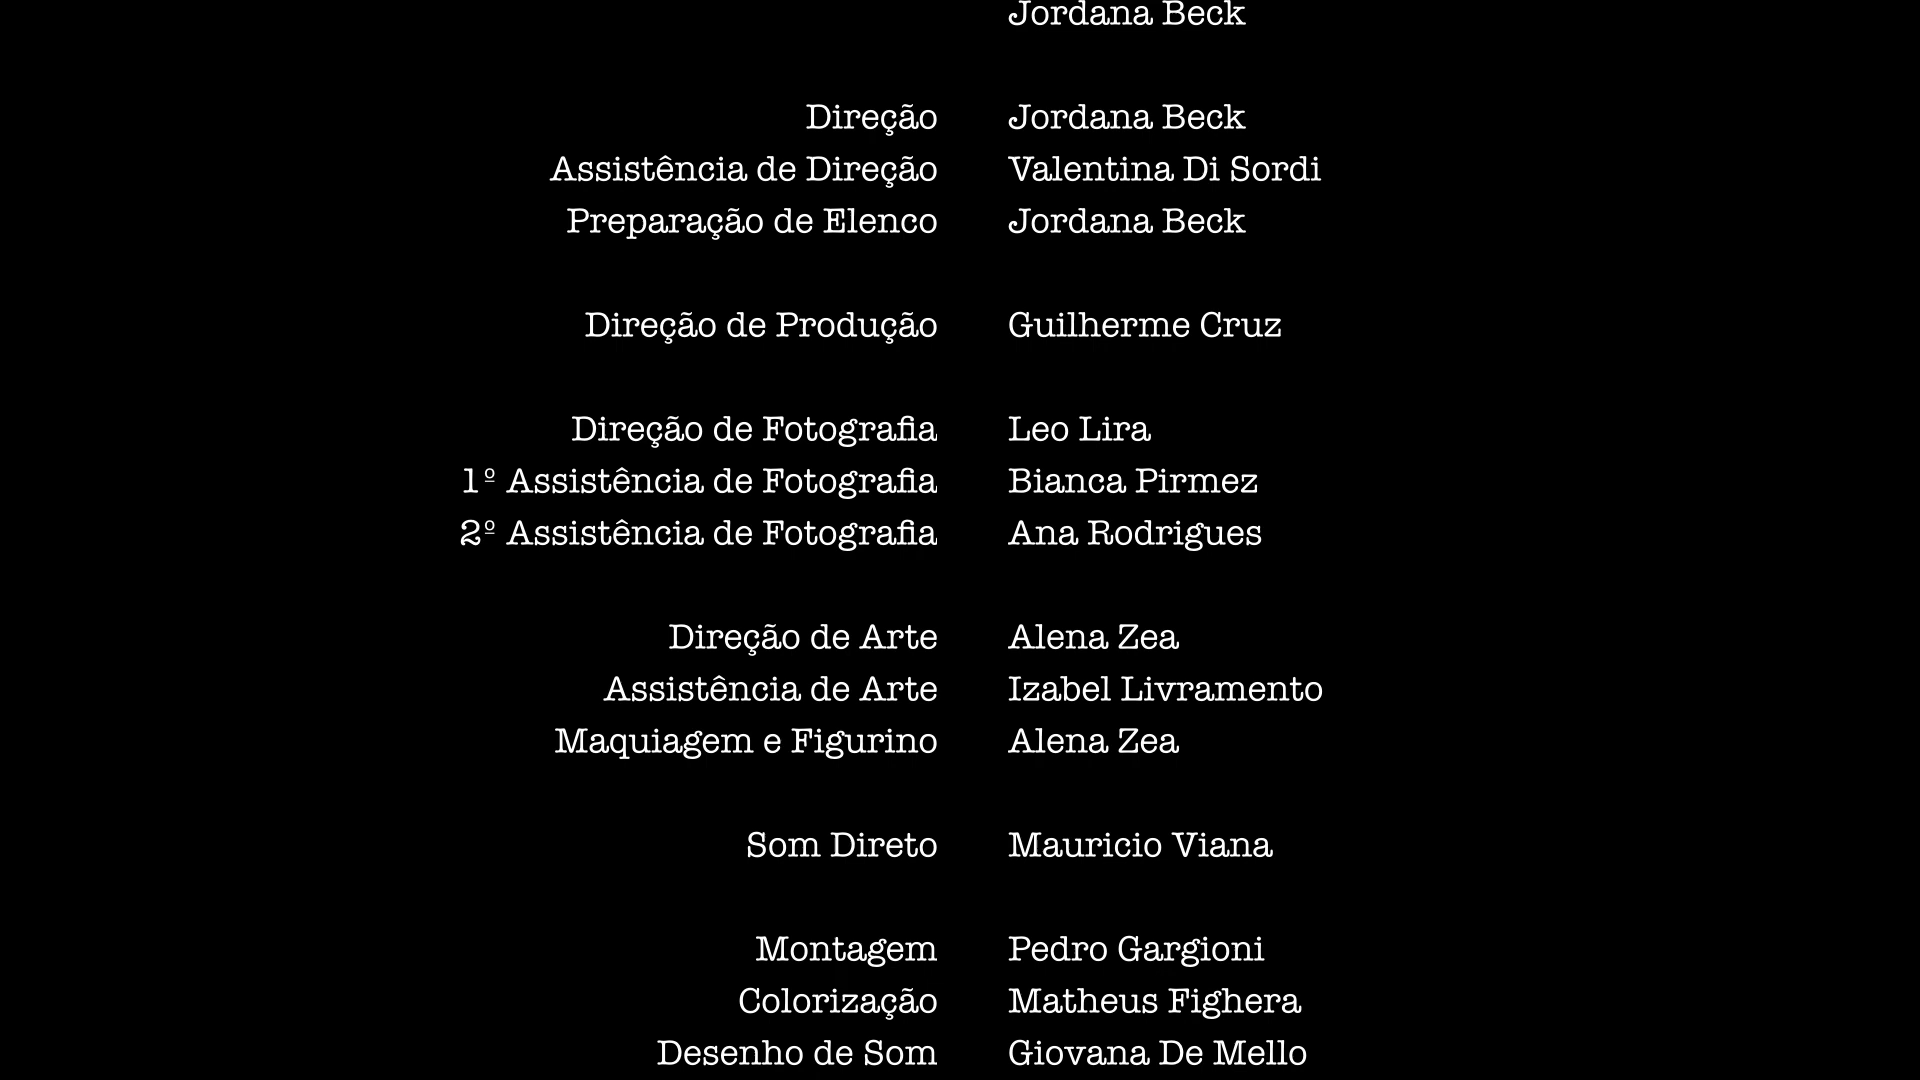 Jordana Beck
Direção Jordana Beck
Assistência de Direção Valentina Di Sordi
Preparação de Elenco Jordana Beck
Direção de Produção Guilherme Cruz
Direção de Fotografia Leo Lira
1º Assistência de Fotografia Bianca Pirmez
2º Assistência de Fotografia Ana Rodrigues
Direção de Arte Alena Zea
Assistência de Arte Izabel Livramento
Maquiagem e Figurino Alena Zea
Som Direto Mauricio Viana
Montagem Pedro Gargioni
Colorização Matheus Fighera
Desenho de Som Giovana De Mello